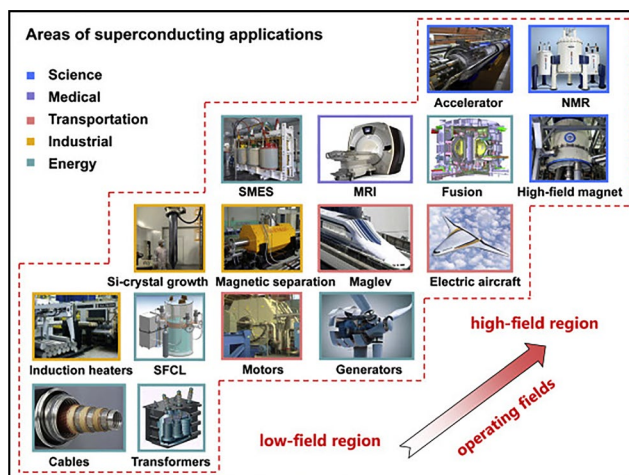 Areas of superconducting applications
Science
Medical
Transportation
Industrial
Energy
Accelerator
NMR
SMES
MRI
Fusion
High-field magnet
Si-crystal growth
Magnetic separation
Maglev
Electric aircraft
Induction heaters
SFCL
Motors
Generators
Cables
Transformers
high-field region
low-field region
operating fields